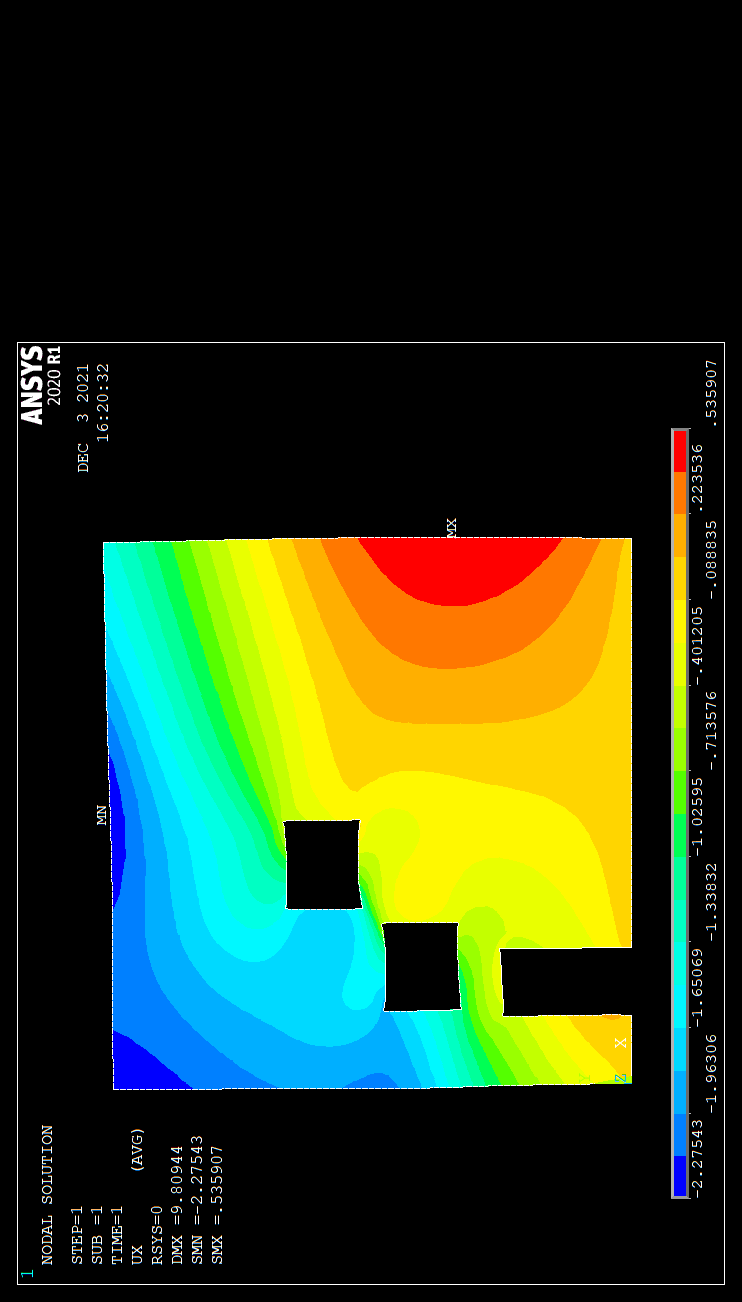 1
NODAL SOLUTION
STEP=1
SUB =1
TIME=1
UX (AVG)
RSYS=0
DMX =9.80944
SMN =-2.27543
SMX =.535907
ANSYS
2020 R1
DEC 3 2021
16:20:32
MN
MX
X
Z
-2.27543
-1.96306
-1.65069
-1.33832
-1.02595
-.713576
-.401205
-.088835
.223536
.535907